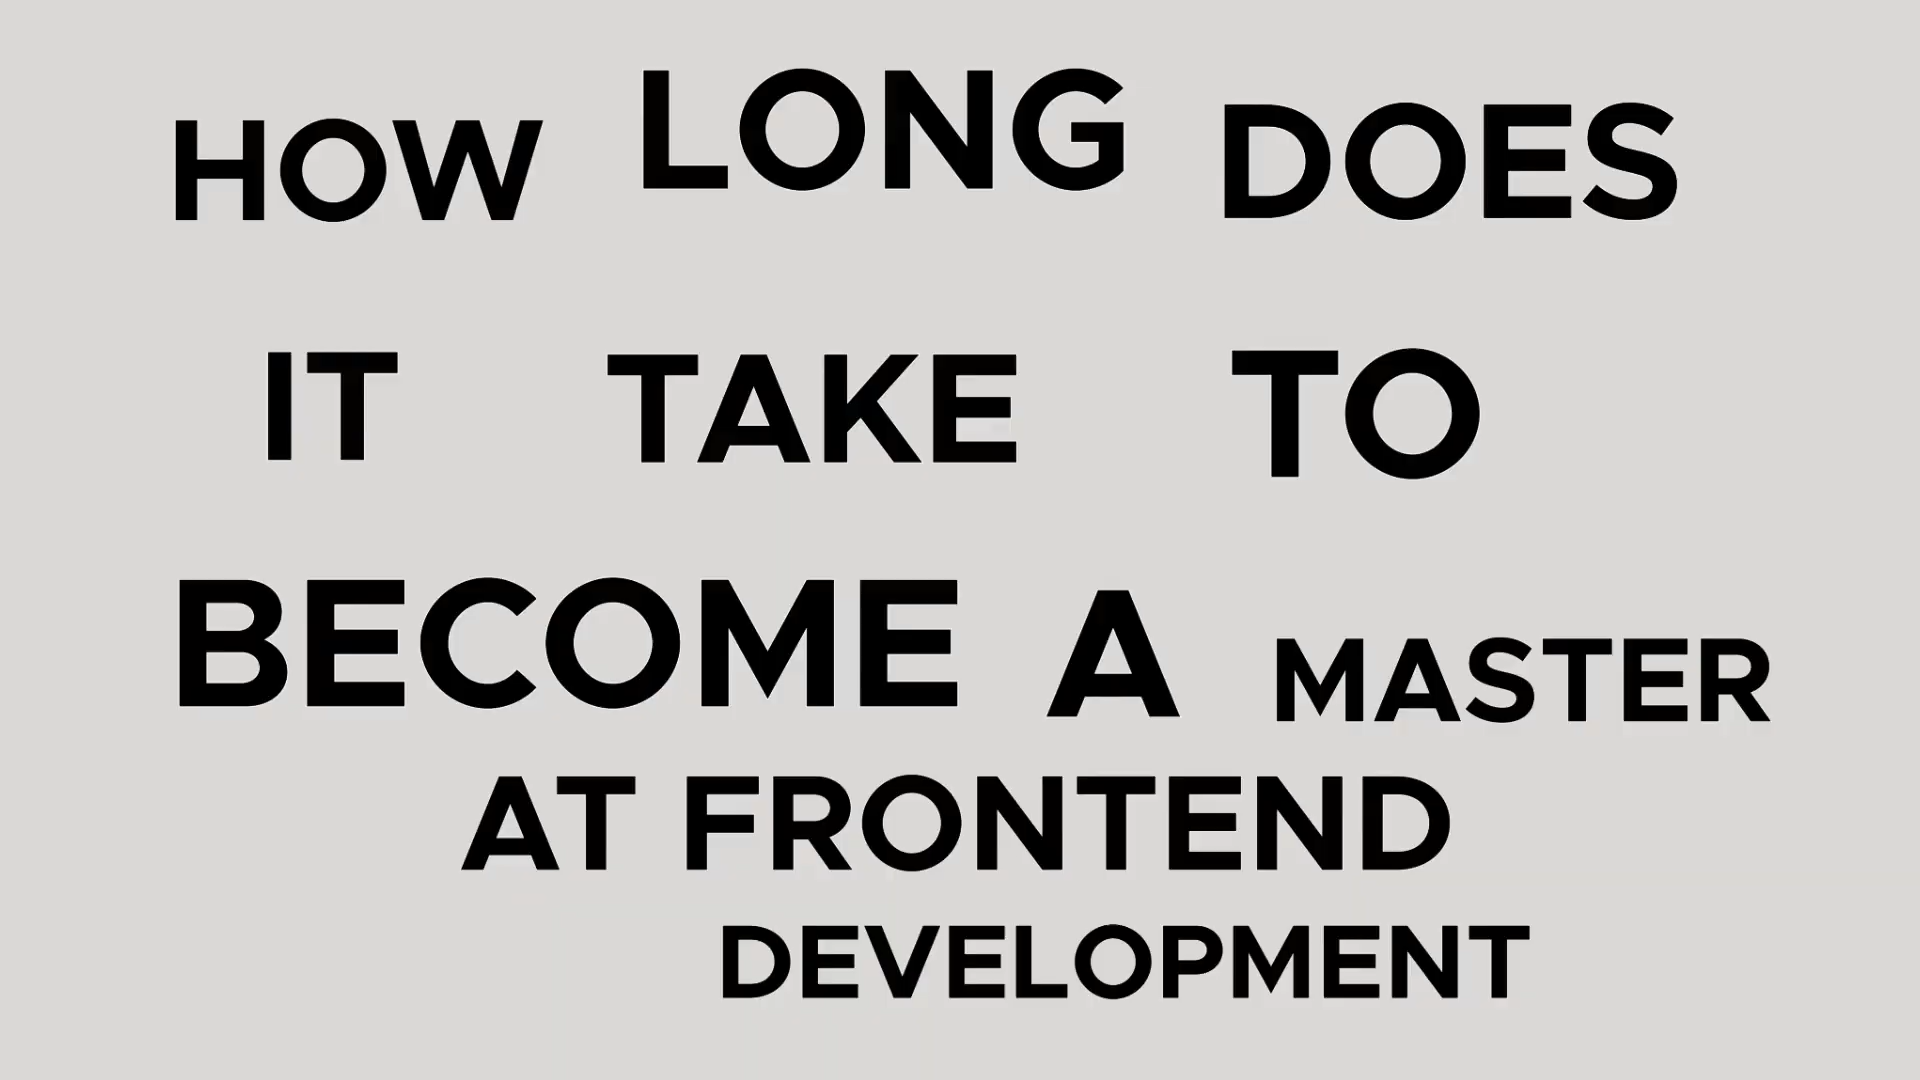 HOW LONG DOES
IT TAKE TO
BECOME A MASTER
AT FRONTEND
DEVELOPMENT